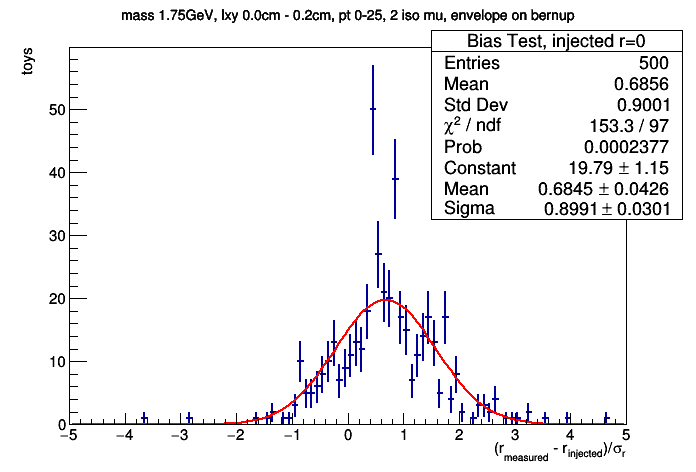 mass 1.75GeV, lxy 0.0cm - 0.2cm, pt 0-25, 2 iso mu, envelope on bernup
toys
Bias Test, injected r=0
Entries 500
Mean 0.6856
Std Dev 0.9001
χ² / ndf 153.3 / 97
Prob 0.0002377
Constant 19.79 ± 1.15
Mean 0.6845 ± 0.0426
Sigma 0.8991 ± 0.0301
50
40
30
20
10
0
−5 −4 −3 −2 −1 0 1 2 3 4 5
(r_measured - r_injected)/σ_r